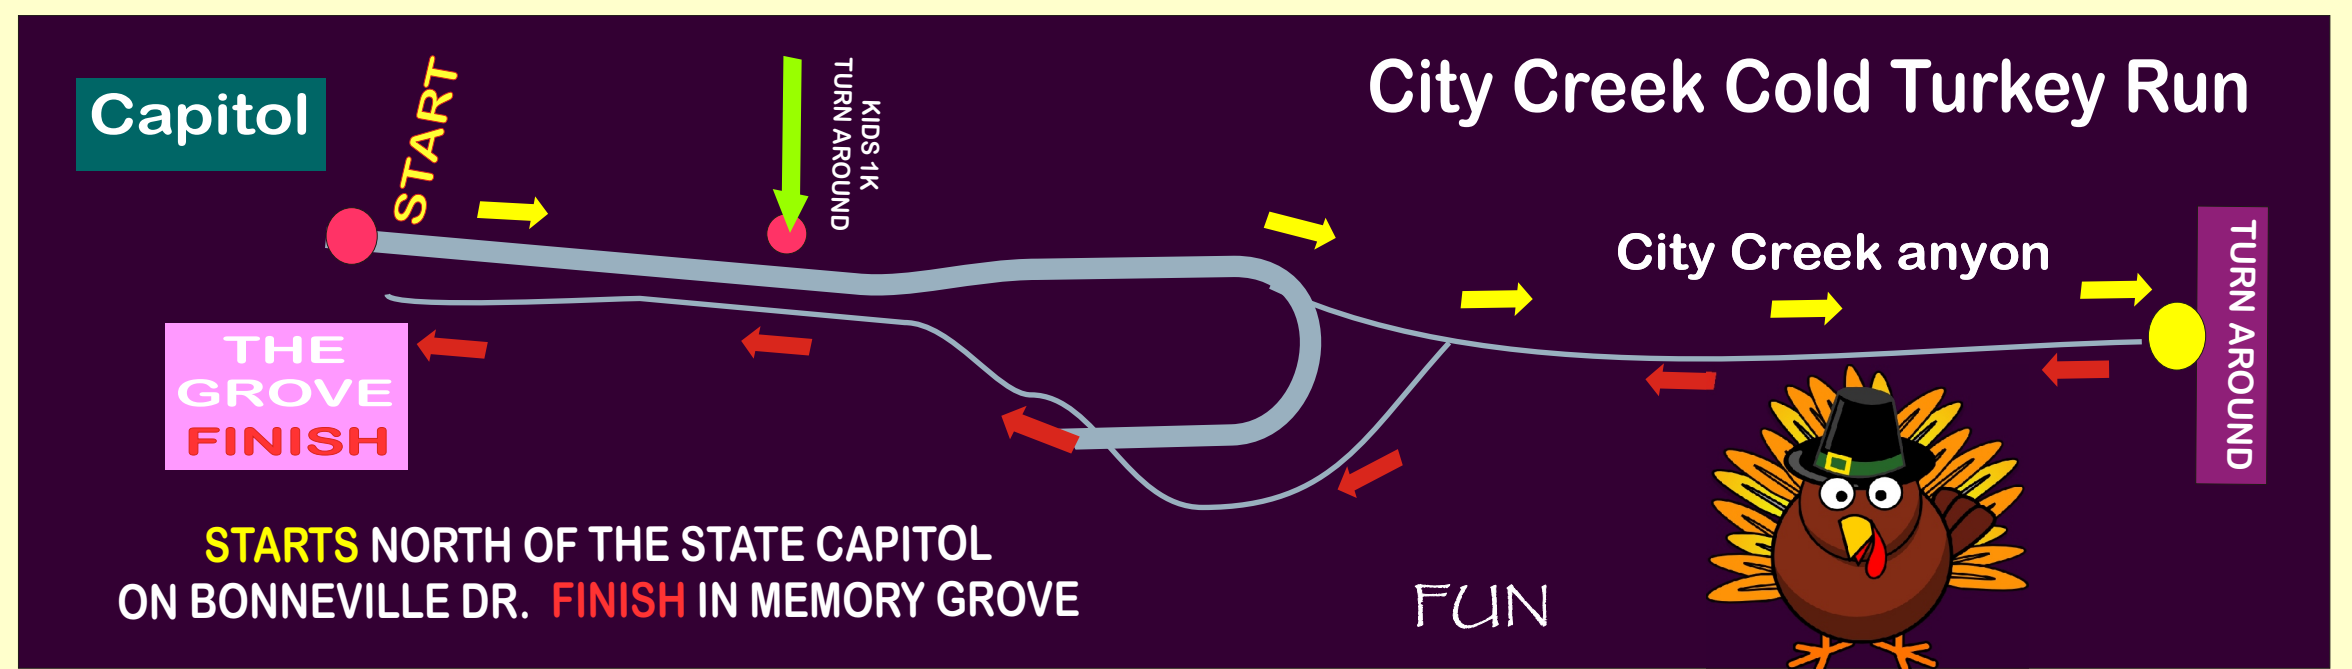 City Creek Cold Turkey Run
Capitol
START
KIDS 1K
TURN AROUND
City Creek anyon
TURN AROUND
THE
GROVE
FINISH
STARTS NORTH OF THE STATE CAPITOL
ON BONNEVILLE DR. FINISH IN MEMORY GROVE
FUN